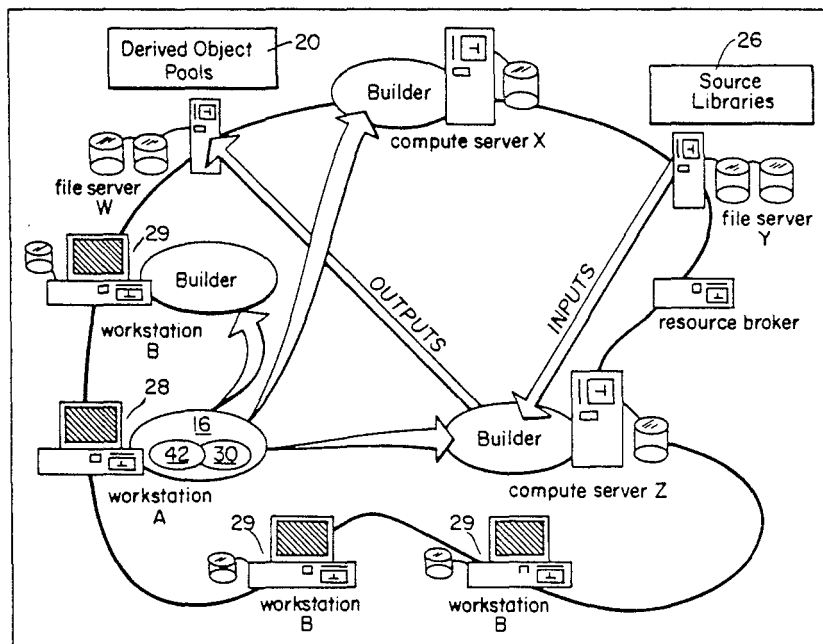 Derived Object
Pools
20
Builder
compute server X
26
Source
Libraries
file server
W
file server
Y
29
Builder
workstation
B
OUTPUTS
INPUTS
resource broker
28
16
42
30
workstation
A
Builder
compute server Z
29
workstation
B
29
workstation
B